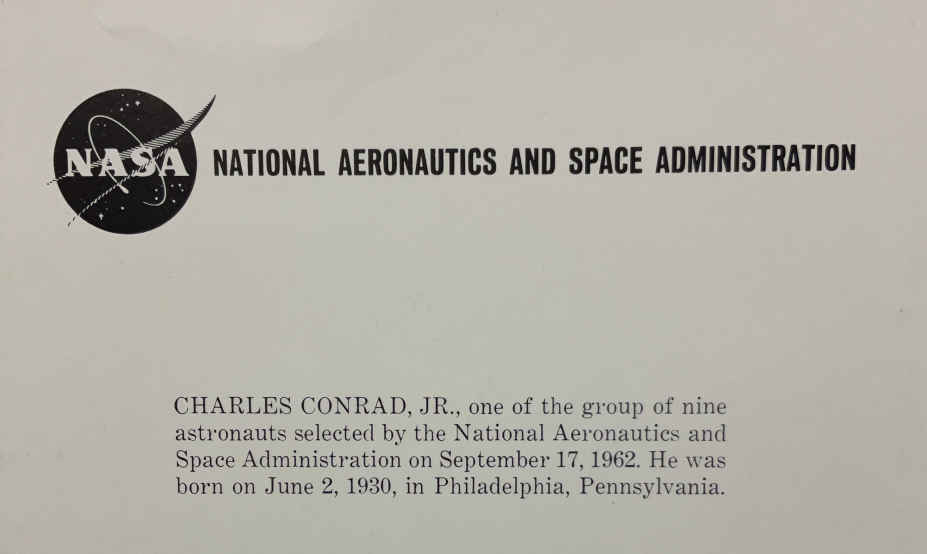 NASA NATIONAL AERONAUTICS AND SPACE ADMINISTRATION
CHARLES CONRAD, JR., one of the group of nine
astronauts selected by the National Aeronautics and
Space Administration on September 17, 1962. He was
born on June 2, 1930, in Philadelphia, Pennsylvania.